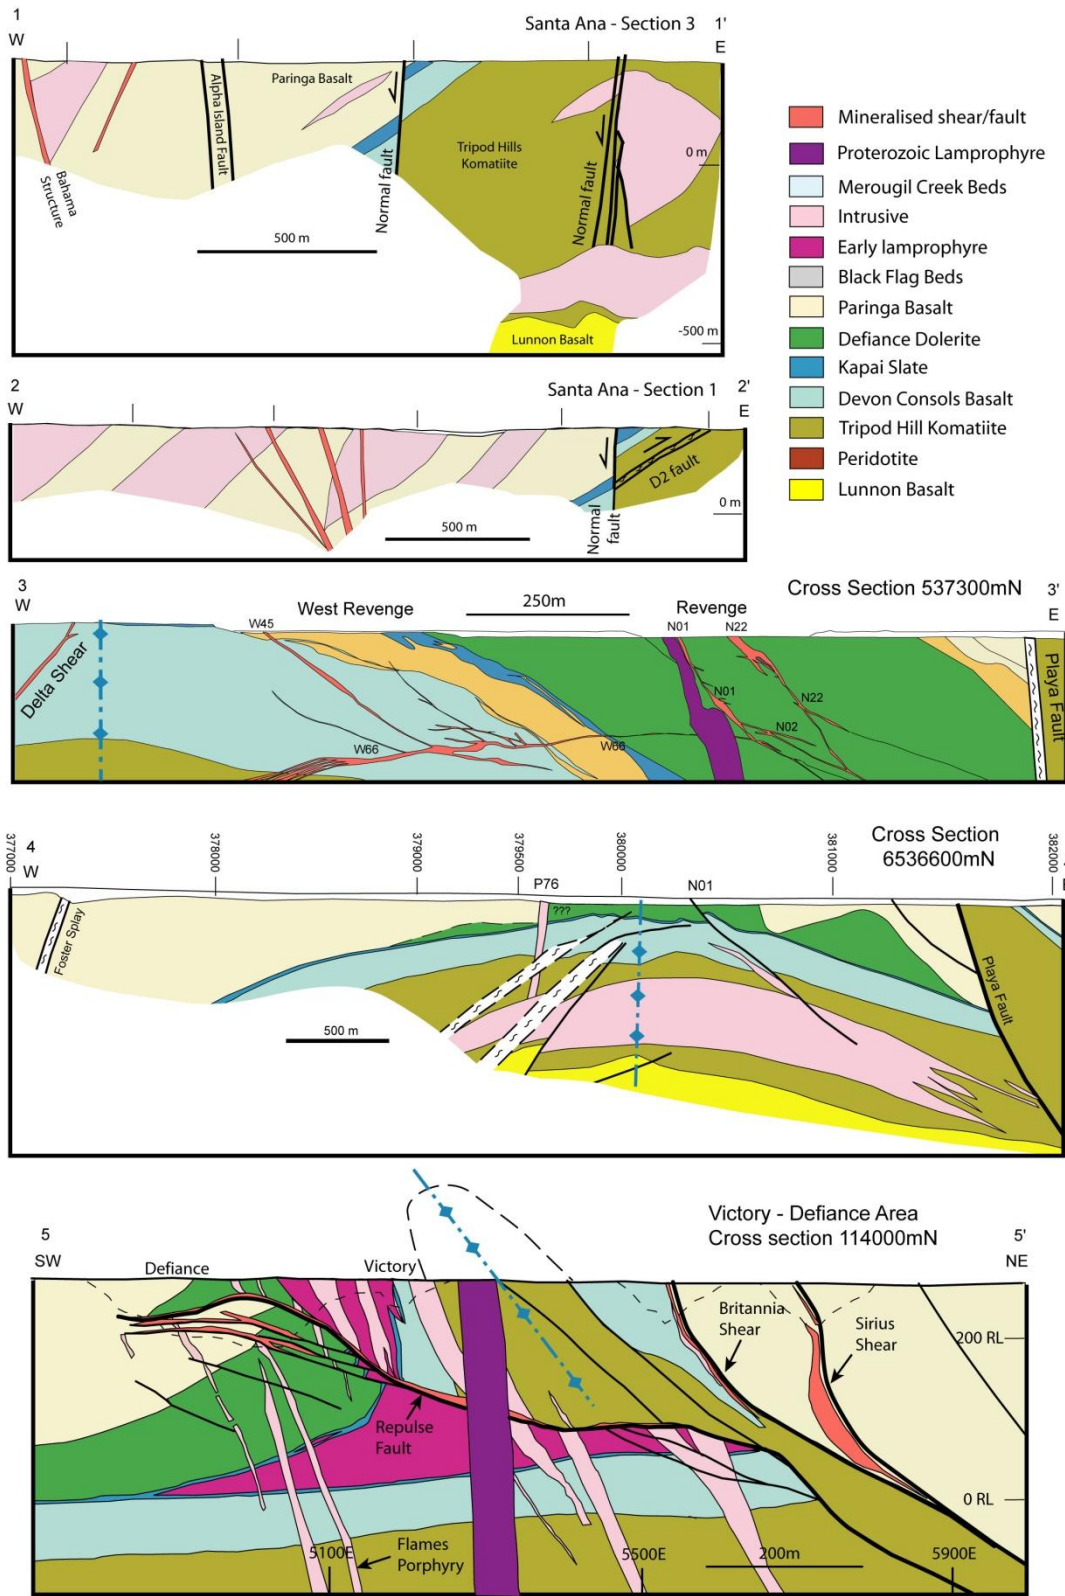 1
W
Santa Ana - Section 3
1'
E
Alpha Island Fault
Paringa Basalt
Bahama
Structure
Normal fault
Tripod Hills
Komatiite
Normal fault
0 m
500 m
-500 m
Lunnon Basalt
Mineralised shear/fault
Proterozoic Lamprophyre
Merougil Creek Beds
Intrusive
Early lamprophyre
Black Flag Beds
Paringa Basalt
Defiance Dolerite
Kapai Slate
Devon Consols Basalt
Tripod Hill Komatiite
Peridotite
Lunnon Basalt
2
W
Santa Ana - Section 1
2'
E
D2 fault
Normal
fault
0 m
500 m
3
W
Cross Section 537300mN
3'
E
West Revenge
250m
Revenge
W45
N01
N22
Delta Shear
N01
N22
N02
W66
W66
Playa Fault
377000
378000
379000
379500
380000
381000
382000
4
W
Cross Section
6536600mN
E
P76
N01
???
Foster Splay
Playa Fault
500 m
Victory - Defiance Area
Cross section 114000mN
5
SW
5'
NE
Defiance
Victory
Britannia
Shear
Sirius
Shear
200 RL
Repulse
Fault
0 RL
Flames
Porphyry
5100E
5500E
200m
5900E